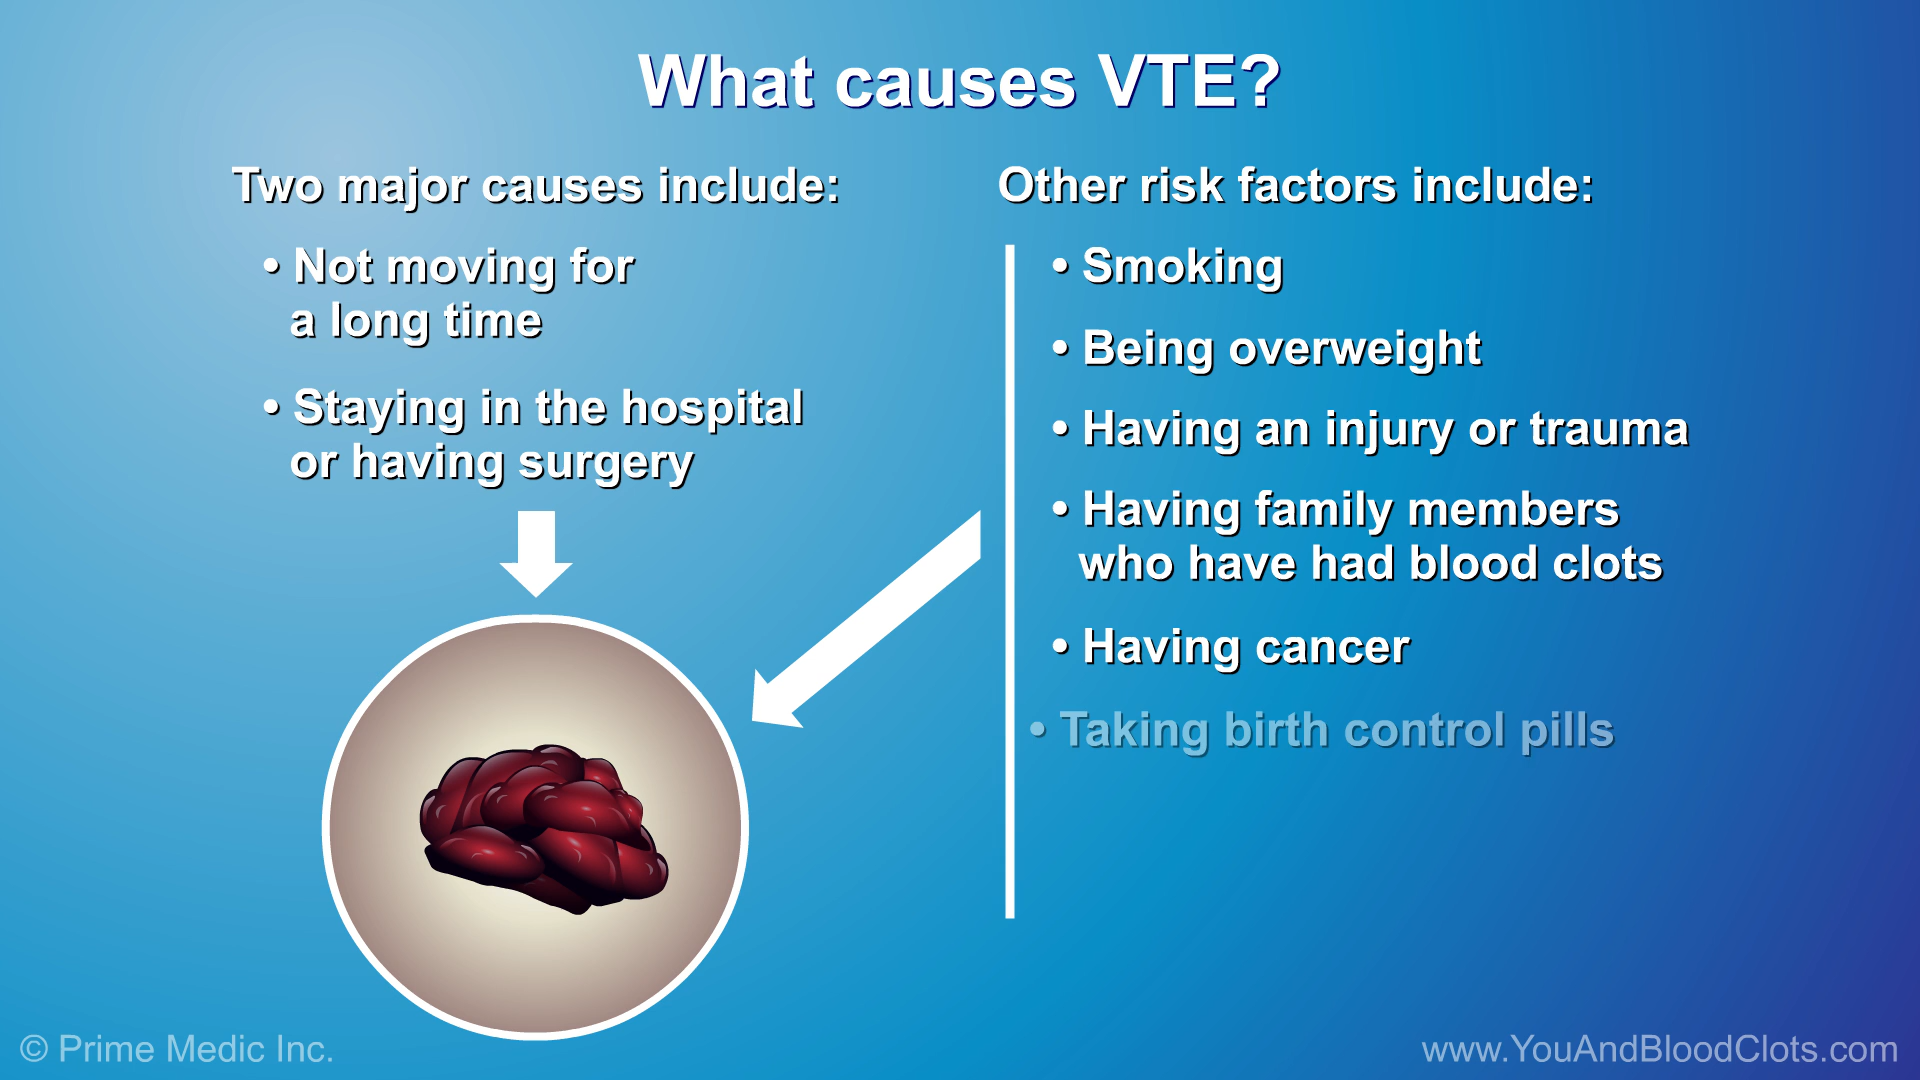 What causes VTE?
Two major causes include:
• Not moving for
a long time
• Staying in the hospital
or having surgery
Other risk factors include:
• Smoking
• Being overweight
• Having an injury or trauma
• Having family members
who have had blood clots
• Having cancer
• Taking birth control pills
© Prime Medic Inc.
www.YouAndBloodClots.com